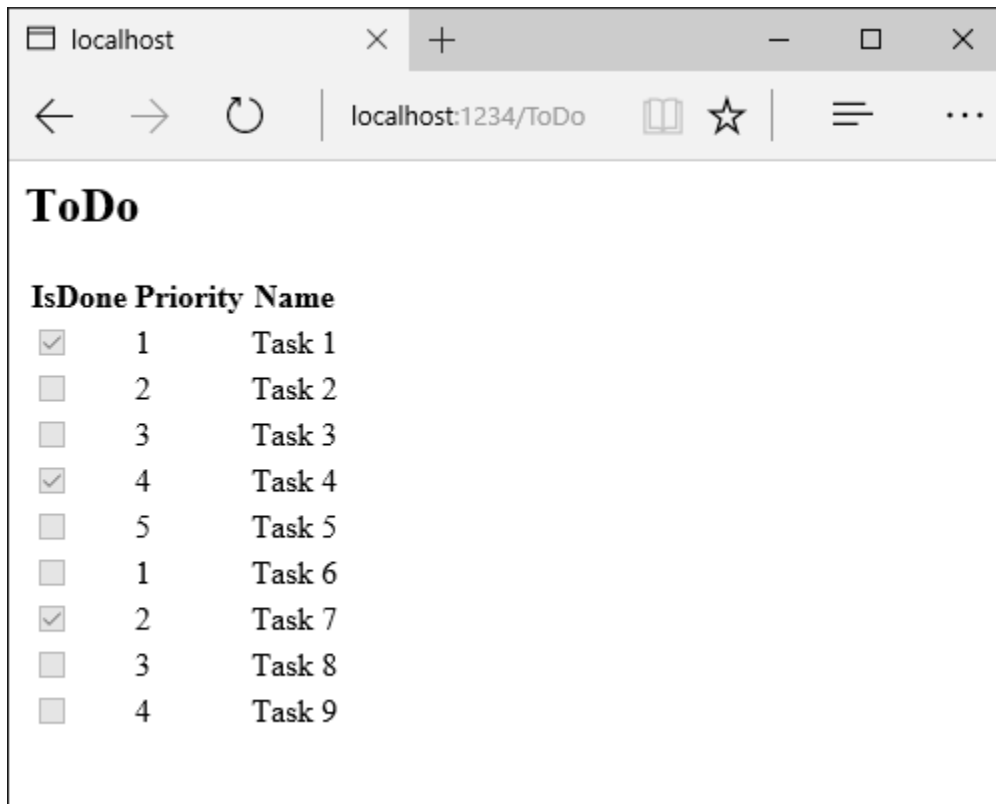 localhost
localhost:1234/ToDo
ToDo
IsDone Priority Name
1 Task 1
2 Task 2
3 Task 3
4 Task 4
5 Task 5
1 Task 6
2 Task 7
3 Task 8
4 Task 9